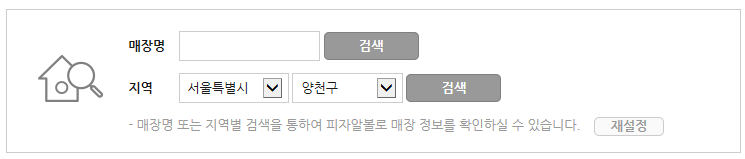 매장명 검색
지역 서울특별시 양천구 검색
- 매장명 또는 지역별 검색을 통하여 피자알볼로 매장 정보를 확인하실 수 있습니다. 재설정